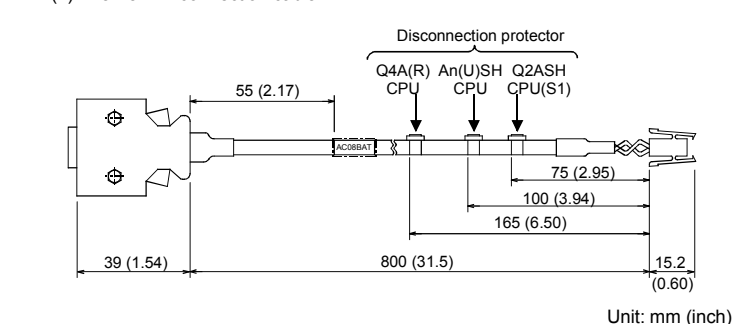 Disconnection protector
Q4A(R) CPU
An(U)SH CPU
Q2ASH CPU(S1)
55 (2.17)
AC08BAT
75 (2.95)
100 (3.94)
165 (6.50)
39 (1.54)
800 (31.5)
15.2 (0.60)
Unit: mm (inch)